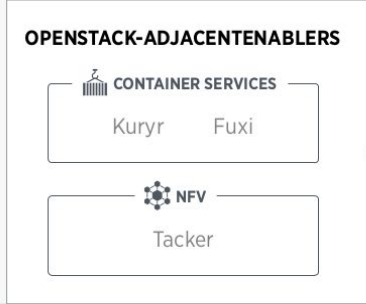 OPENSTACK-ADJACENTENABLERS
CONTAINER SERVICES
Kuryr Fuxi
NFV
Tacker